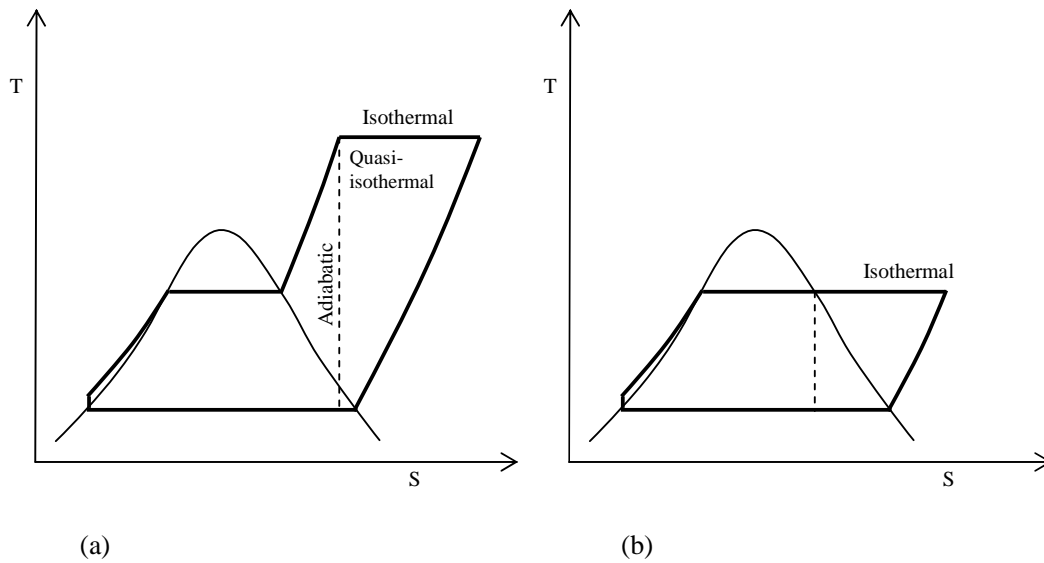 T
Isothermal
Quasi-
isothermal
Adiabatic
S
(a)
T
Isothermal
S
(b)